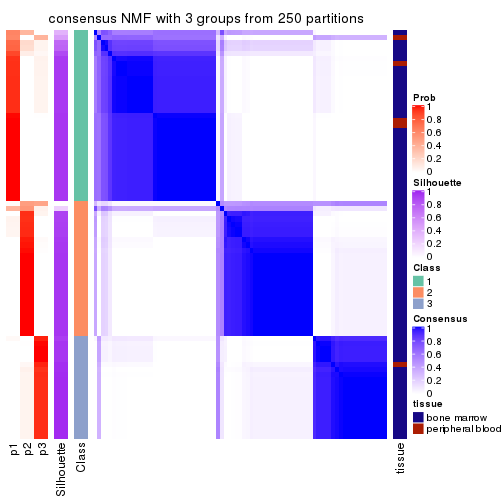 consensus NMF with 3 groups from 250 partitions
Prob
1
0.8
0.6
0.4
0.2
0
Silhouette
1
0.8
0.6
0.4
0.2
0
Class
1
2
3
Consensus
1
0.8
0.6
0.4
0.2
0
tissue
bone marrow
peripheral blood
p1
p2
p3
Silhouette
Class
tissue